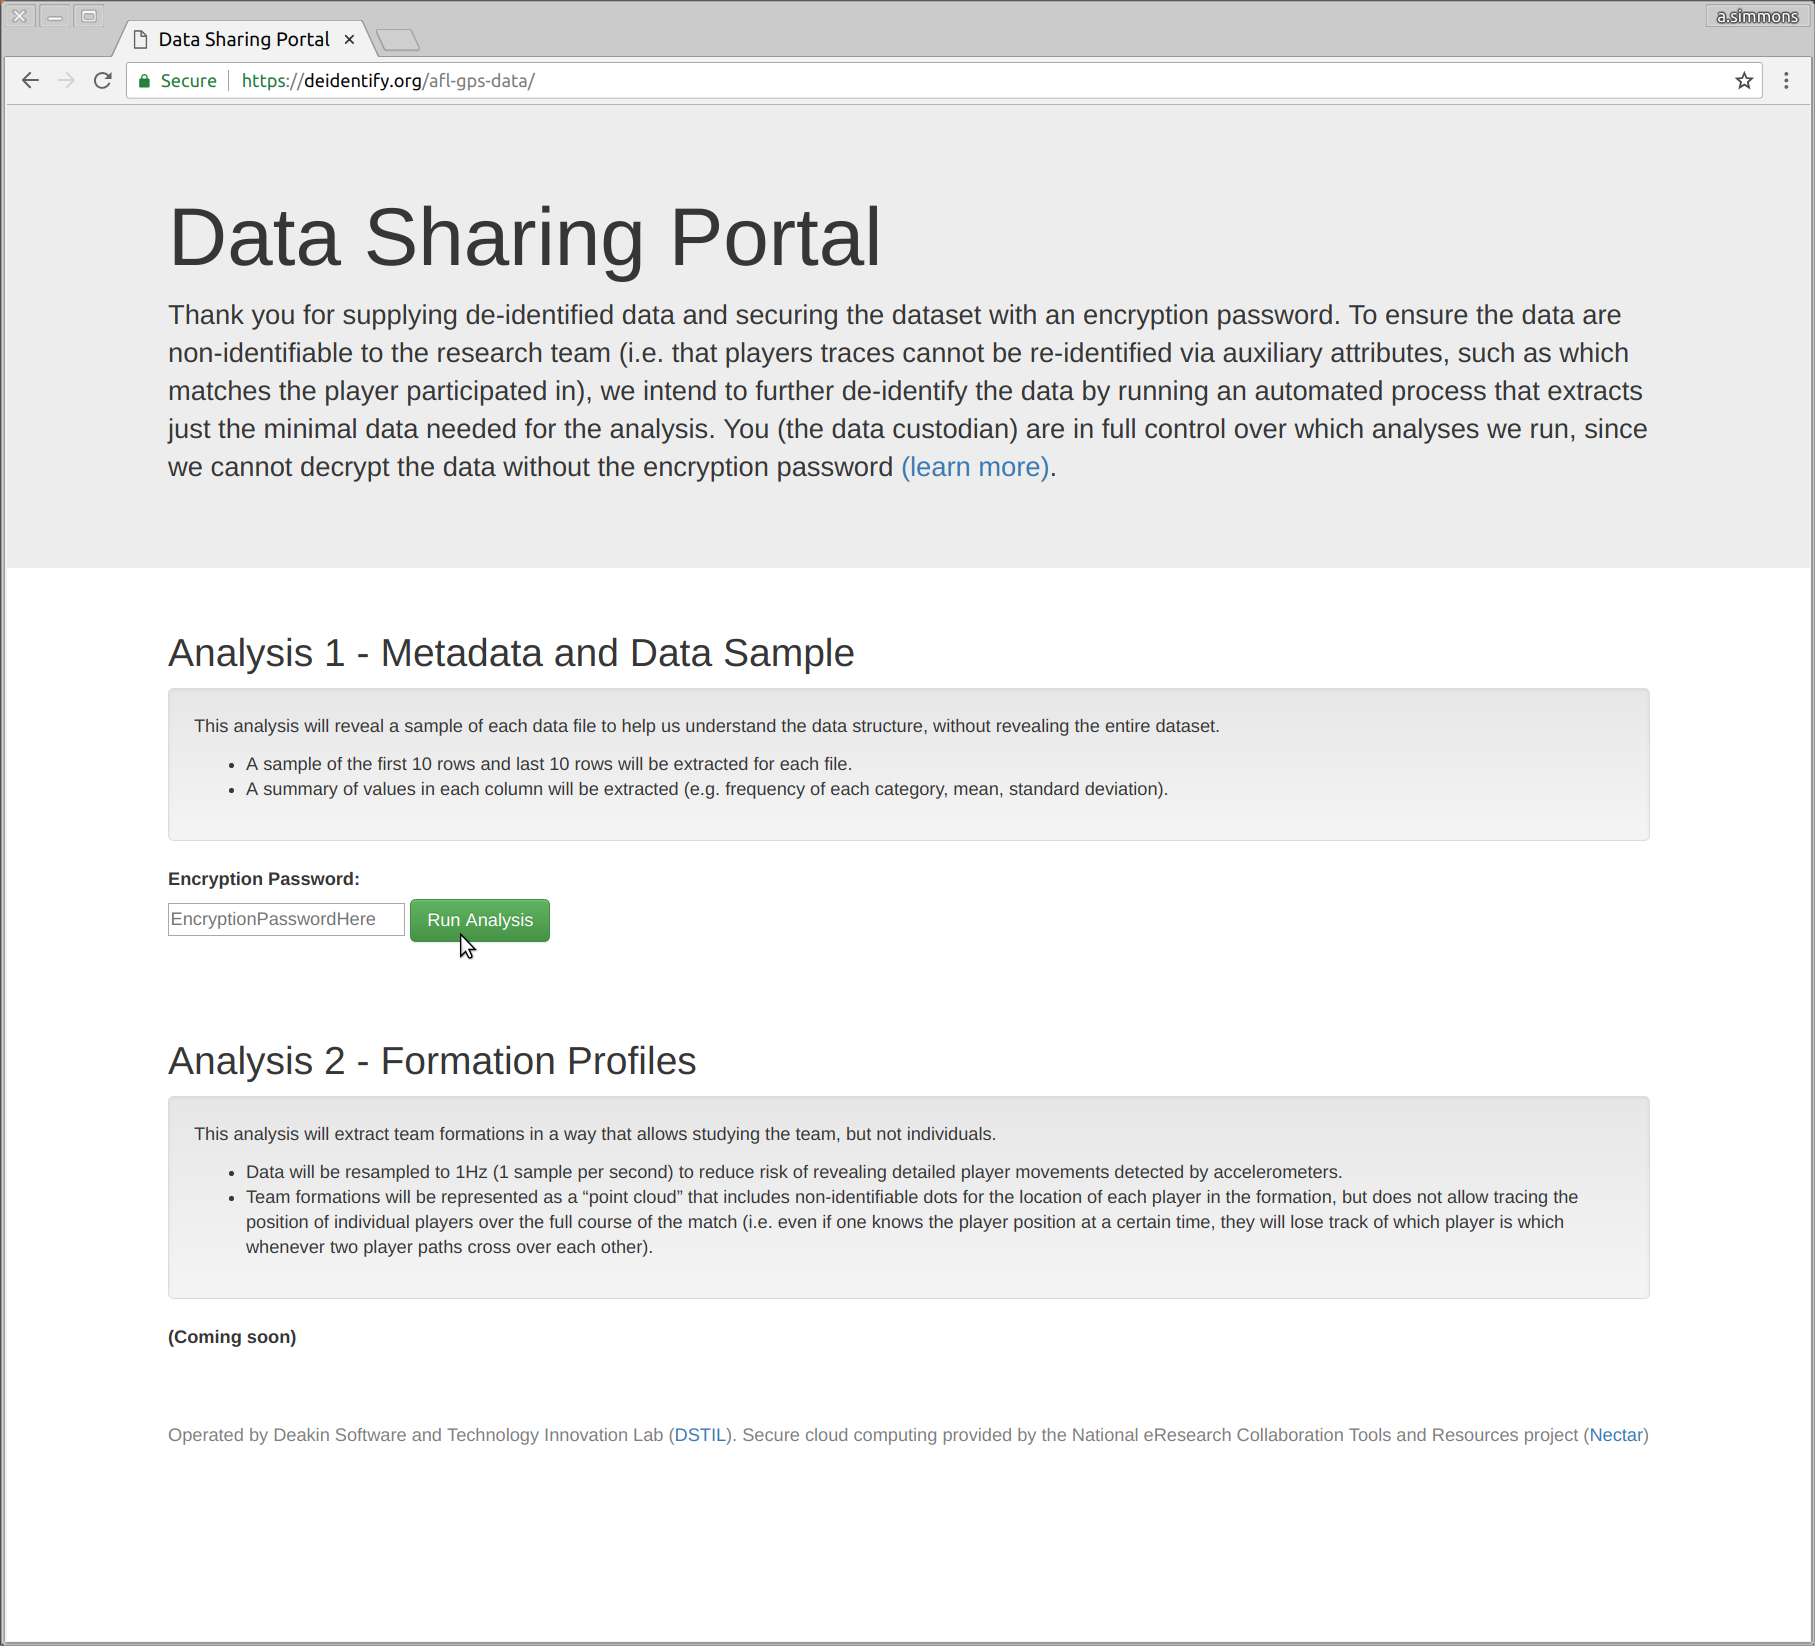 a.simmons
Data Sharing Portal
Secure https://deidentify.org/afl-gps-data/
Data Sharing Portal
Thank you for supplying de-identified data and securing the dataset with an encryption password. To ensure the data are
non-identifiable to the research team (i.e. that players traces cannot be re-identified via auxiliary attributes, such as which
matches the player participated in), we intend to further de-identify the data by running an automated process that extracts
just the minimal data needed for the analysis. You (the data custodian) are in full control over which analyses we run, since
we cannot decrypt the data without the encryption password (learn more).
Analysis 1 - Metadata and Data Sample
This analysis will reveal a sample of each data file to help us understand the data structure, without revealing the entire dataset.
• A sample of the first 10 rows and last 10 rows will be extracted for each file.
• A summary of values in each column will be extracted (e.g. frequency of each category, mean, standard deviation).
Encryption Password:
EncryptionPasswordHere Run Analysis
Analysis 2 - Formation Profiles
This analysis will extract team formations in a way that allows studying the team, but not individuals.
• Data will be resampled to 1Hz (1 sample per second) to reduce risk of revealing detailed player movements detected by accelerometers.
• Team formations will be represented as a “point cloud” that includes non-identifiable dots for the location of each player in the formation, but does not allow tracing the
position of individual players over the full course of the match (i.e. even if one knows the player position at a certain time, they will lose track of which player is which
whenever two player paths cross over each other).
(Coming soon)
Operated by Deakin Software and Technology Innovation Lab (DSTIL). Secure cloud computing provided by the National eResearch Collaboration Tools and Resources project (Nectar)